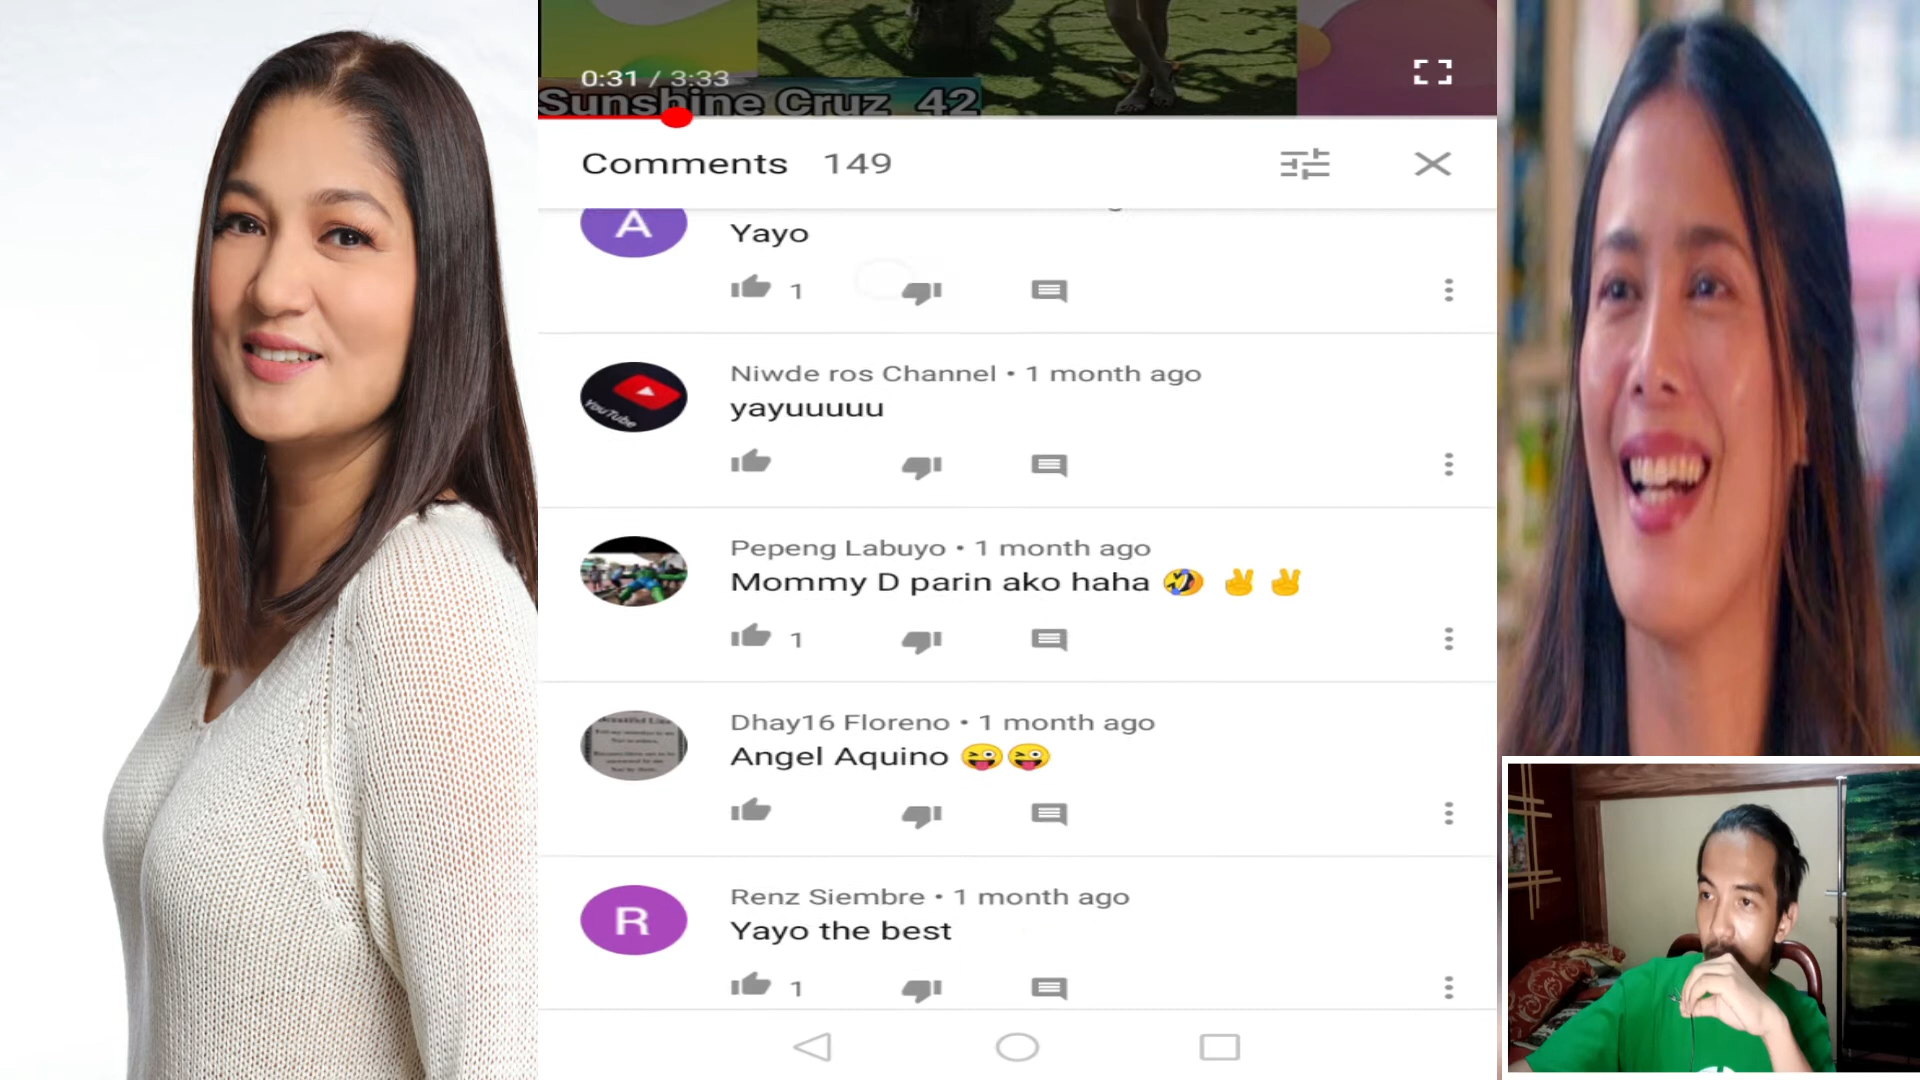 0:31 / 3:33
Sunshine Cruz 42
Comments 149
A
Yayo
1
Niwde ros Channel • 1 month ago
YouTube
yayuuuuu
Pepeng Labuyo • 1 month ago
Mommy D parin ako haha 🤣 ✌️ ✌️
1
Dhay16 Floreno • 1 month ago
Angel Aquino 😜😜
Renz Siembre • 1 month ago
R
Yayo the best
1